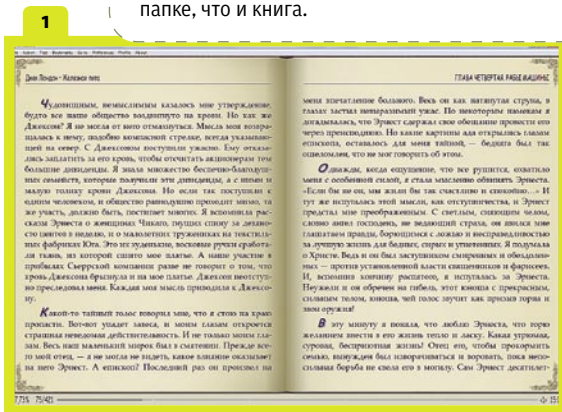 папке, что и книга.
1
Джек Лондон - Железная пята
Чудовищным, немыслимым казалось мне утверждение,
будто все наше общество воздвигнуто на крови. Но как же
Джексон? Я не могла от него отмахнуться. Мысль моя возвра-
щалась к нему, подобно компасной стрелке, всегда указываю-
щей на север. С Джексоном поступили ужасно. Ему отказа-
лись заплатить за его кровь, чтобы отсчитать акционерам тем
большие дивиденды. Я знала множество беспечно-благодуш-
ных семейств, которые получили эти дивиденды, а с ними и
малую толику крови Джексона. Но если так поступили с
одним человеком, и общество равнодушно проходит мимо, та
же участь, должно быть, постигает многих. Я вспомнила рас-
сказы Эрнеста о женщинах Чикаго, гнущих спину за девяно-
сто центов в неделю, и о малолетних тружениках на текстиль-
ных фабриках Юга. Это их худенькие, восковые ручки сработа-
ли ткань, из которой сшито мое платье. А наше участие в
прибылях Сьеррской компании разве не говорит о том, что
кровь Джексона брызнула и на мое платье. Джексон неотступ-
но преследовал меня. Каждая моя мысль приводила к Джексо-
ну.
Какой-то тайный голос говорил мне, что я стою на краю
пропасти. Вот-вот упадет завеса, и моим глазам откроется
страшная неведомая действительность. И не только моим гла-
зам. Весь наш маленький мирок был в смятении. Прежде все-
го мой отец, — я не могла не видеть, какое влияние оказывает
на него Эрнест. А епископ? Последний раз он произвел на
75/421
ГЛАВА ЧЕТВЕРТАЯ. РАБЫ МАШИНЫ
меня впечатление больного. Весь он как натянутая струна, в
глазах застыл неизъяснимый ужас. По некоторым намекам я
догадывалась, что Эрнест сдержал свое обещание провести его
через преисподнюю. Но какие картины ада открылись глазам
епископа, оставалось для меня тайной, — бедняга был так
ошеломлен, что не мог говорить об этом.
Однажды, когда ощущение, что все рушится, охватило
меня с особенной силой, я стала мысленно обвинять Эрнеста.
«Если бы не он, мы жили бы так счастливо и спокойно…» И
тут же испугалась этой мысли, как отступничества, и Эрнест
предстал мне преображенным. С светлым, сияющим челом,
словно ангел господень, не ведающий страха, он явился мне
глашатаем правды, борющимся с ложью и несправедливостью
за лучшую жизнь для бедных, сирых и угнетенных. Я подумала
о Христе. Ведь и он был заступником смиренных и обездолен-
ных — против установленной власти священников и фарисеев.
И, вспомнив кончину распятого, я испугалась за Эрнеста.
Неужели и он обречен на гибель, этот юноша с прекрасным,
сильным телом, юноша, чей голос звучит как призыв горна и
звон оружия!
В эту минуту я поняла, что люблю Эрнеста, что горю
желанием внести в его жизнь тепло и ласку. Какая угрюмая,
суровая, бесприютная жизнь! Отец его, чтобы прокормить
семью, вынужден был изворачиваться и воровать, пока непо-
сильная борьба не свела его в могилу. Сам Эрнест десятилет-